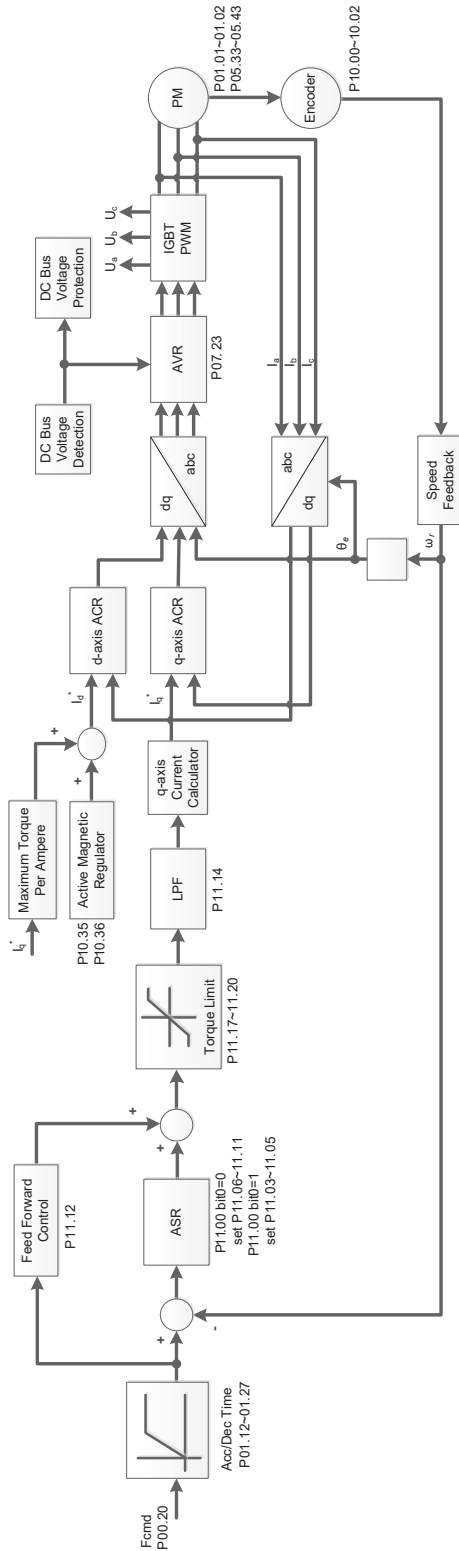 Fcmd
P00.20
Acc/Dec Time
P01.12~01.27
Feed Forward
Control
P11.12
+
-
ASR
P11.00 bit0=0
set P11.06~11.11
P11.00 bit0=1
set P11.03~11.05
+
+
Torque Limit
P11.17~11.20
LPF
P11.14
q-axis
Current
Calculator
Iq*
Maximum Torque
Per Ampere
P10.35
P10.36
Active Magnetic
Regulator
+
+
Id*
Iq*
d-axis ACR
q-axis ACR
dq
abc
DC Bus
Voltage
Detection
DC Bus
Voltage
Protection
AVR
P07.23
Ua
Ub
Uc
IGBT
PWM
PM
P01.01~01.02
P05.33~05.43
Encoder
P10.00~10.02
Ia
Ib
Ic
abc
dq
θe
ωr
Speed
Feedback